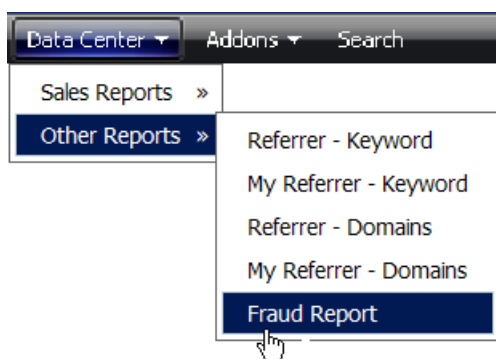 Data Center ▼ Addons ▼ Search
Sales Reports »
Other Reports »
Referrer - Keyword
My Referrer - Keyword
Referrer - Domains
My Referrer - Domains
Fraud Report